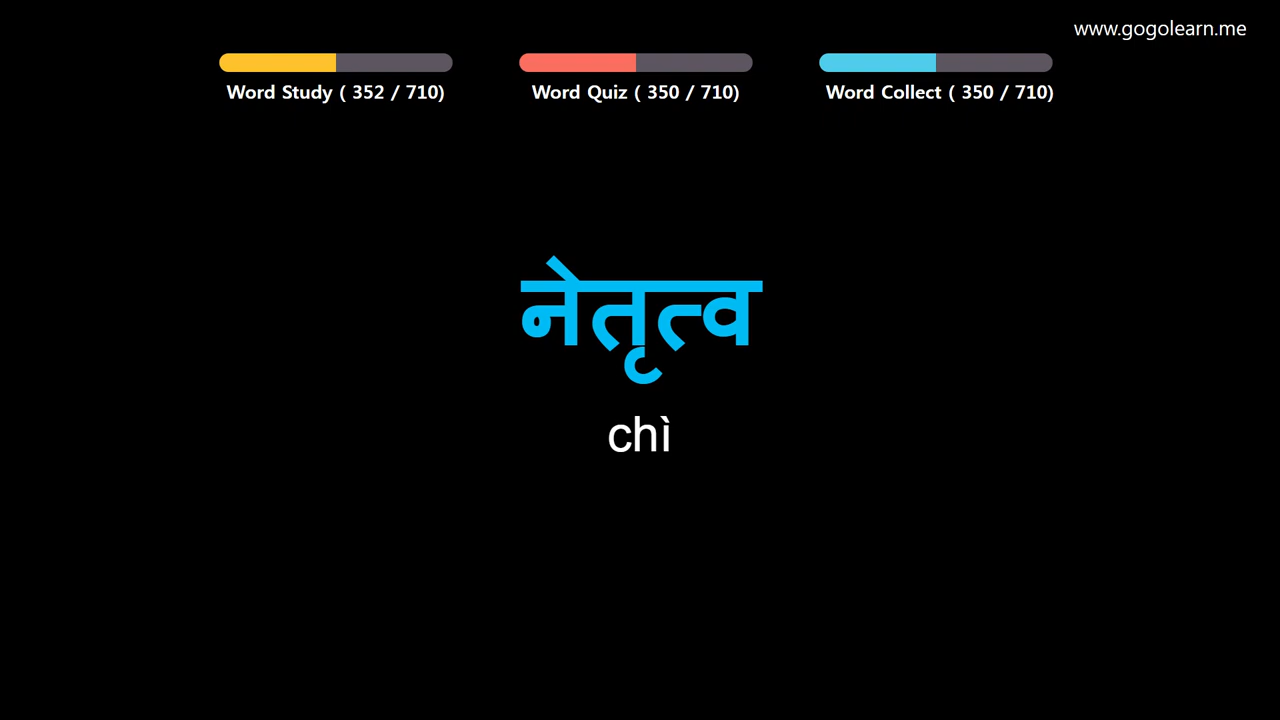 www.gogolearn.me
Word Study ( 352 / 710)
Word Quiz ( 350 / 710)
Word Collect ( 350 / 710)
नेतृत्व
chì